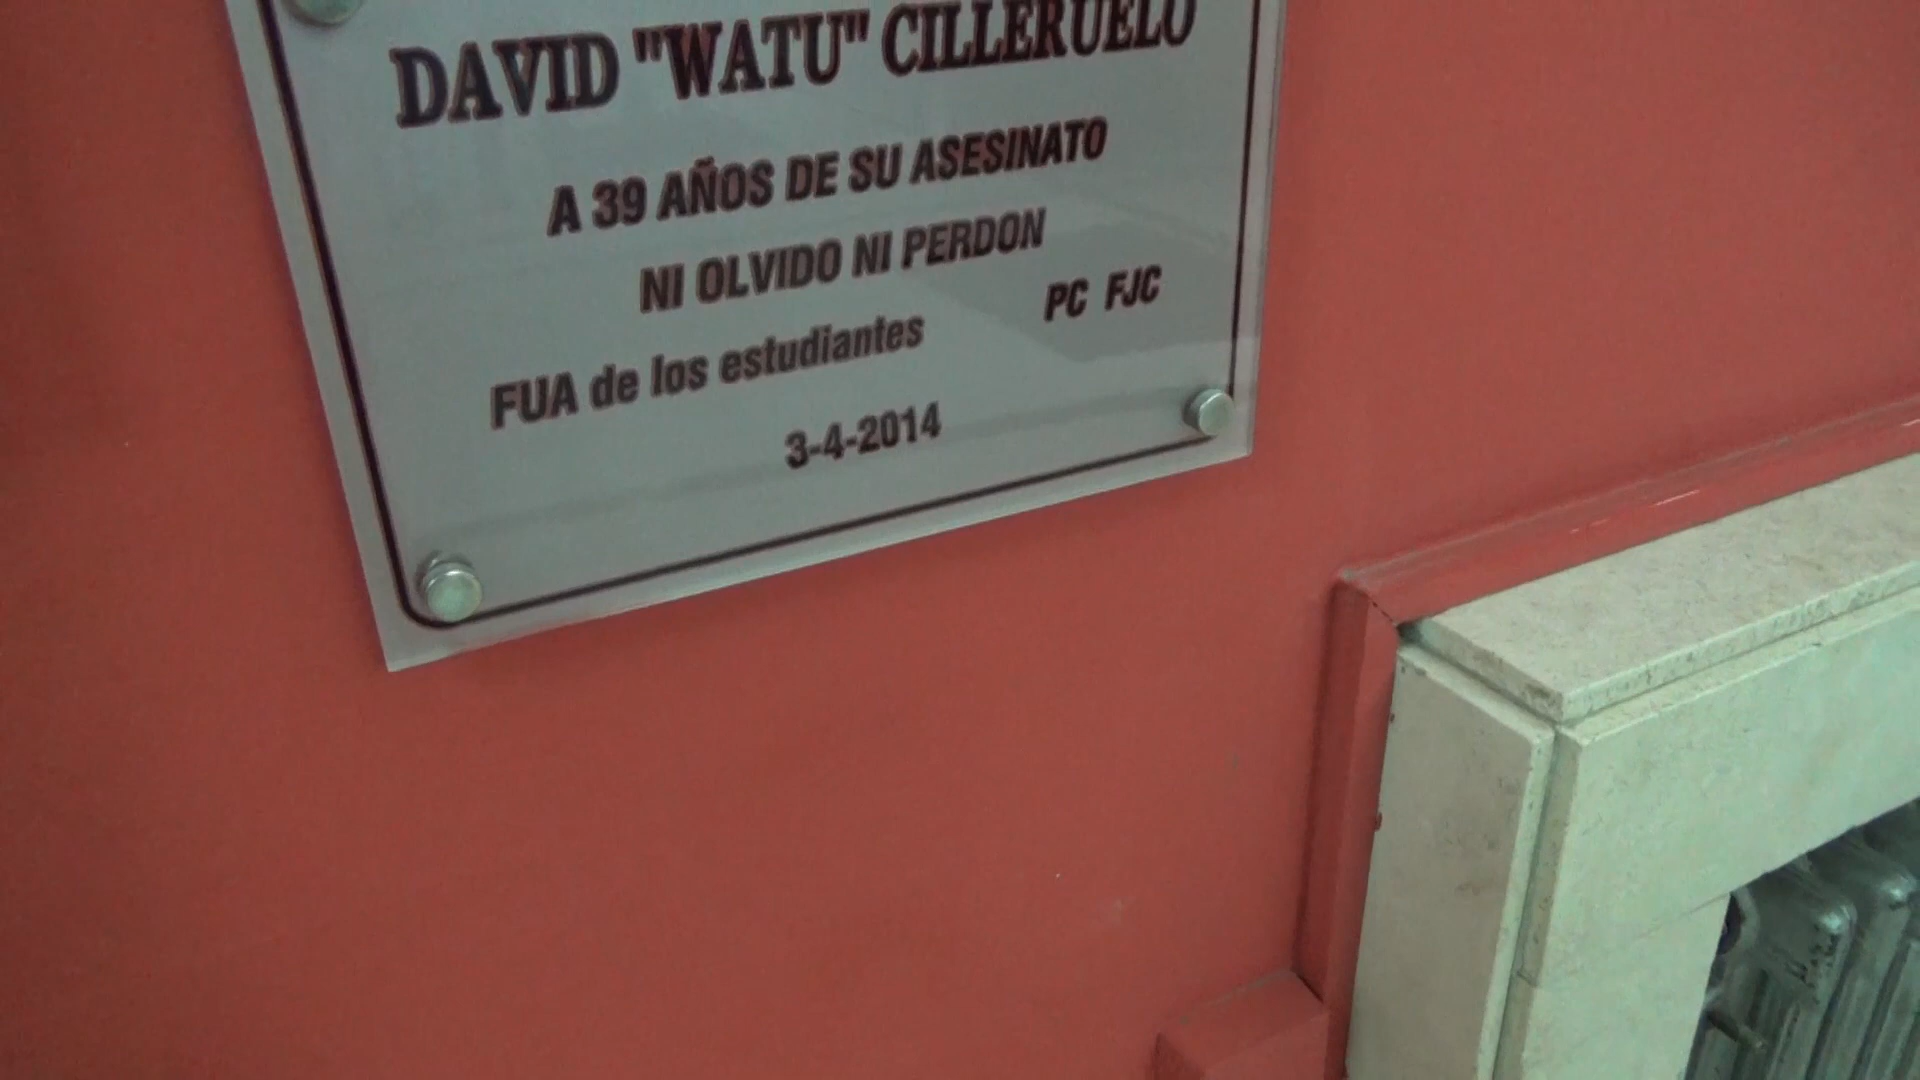 DAVID "WATU" CILLERUELO
A 39 AÑOS DE SU ASESINATO
NI OLVIDO NI PERDON
PC FJC
FUA de los estudiantes
3-4-2014